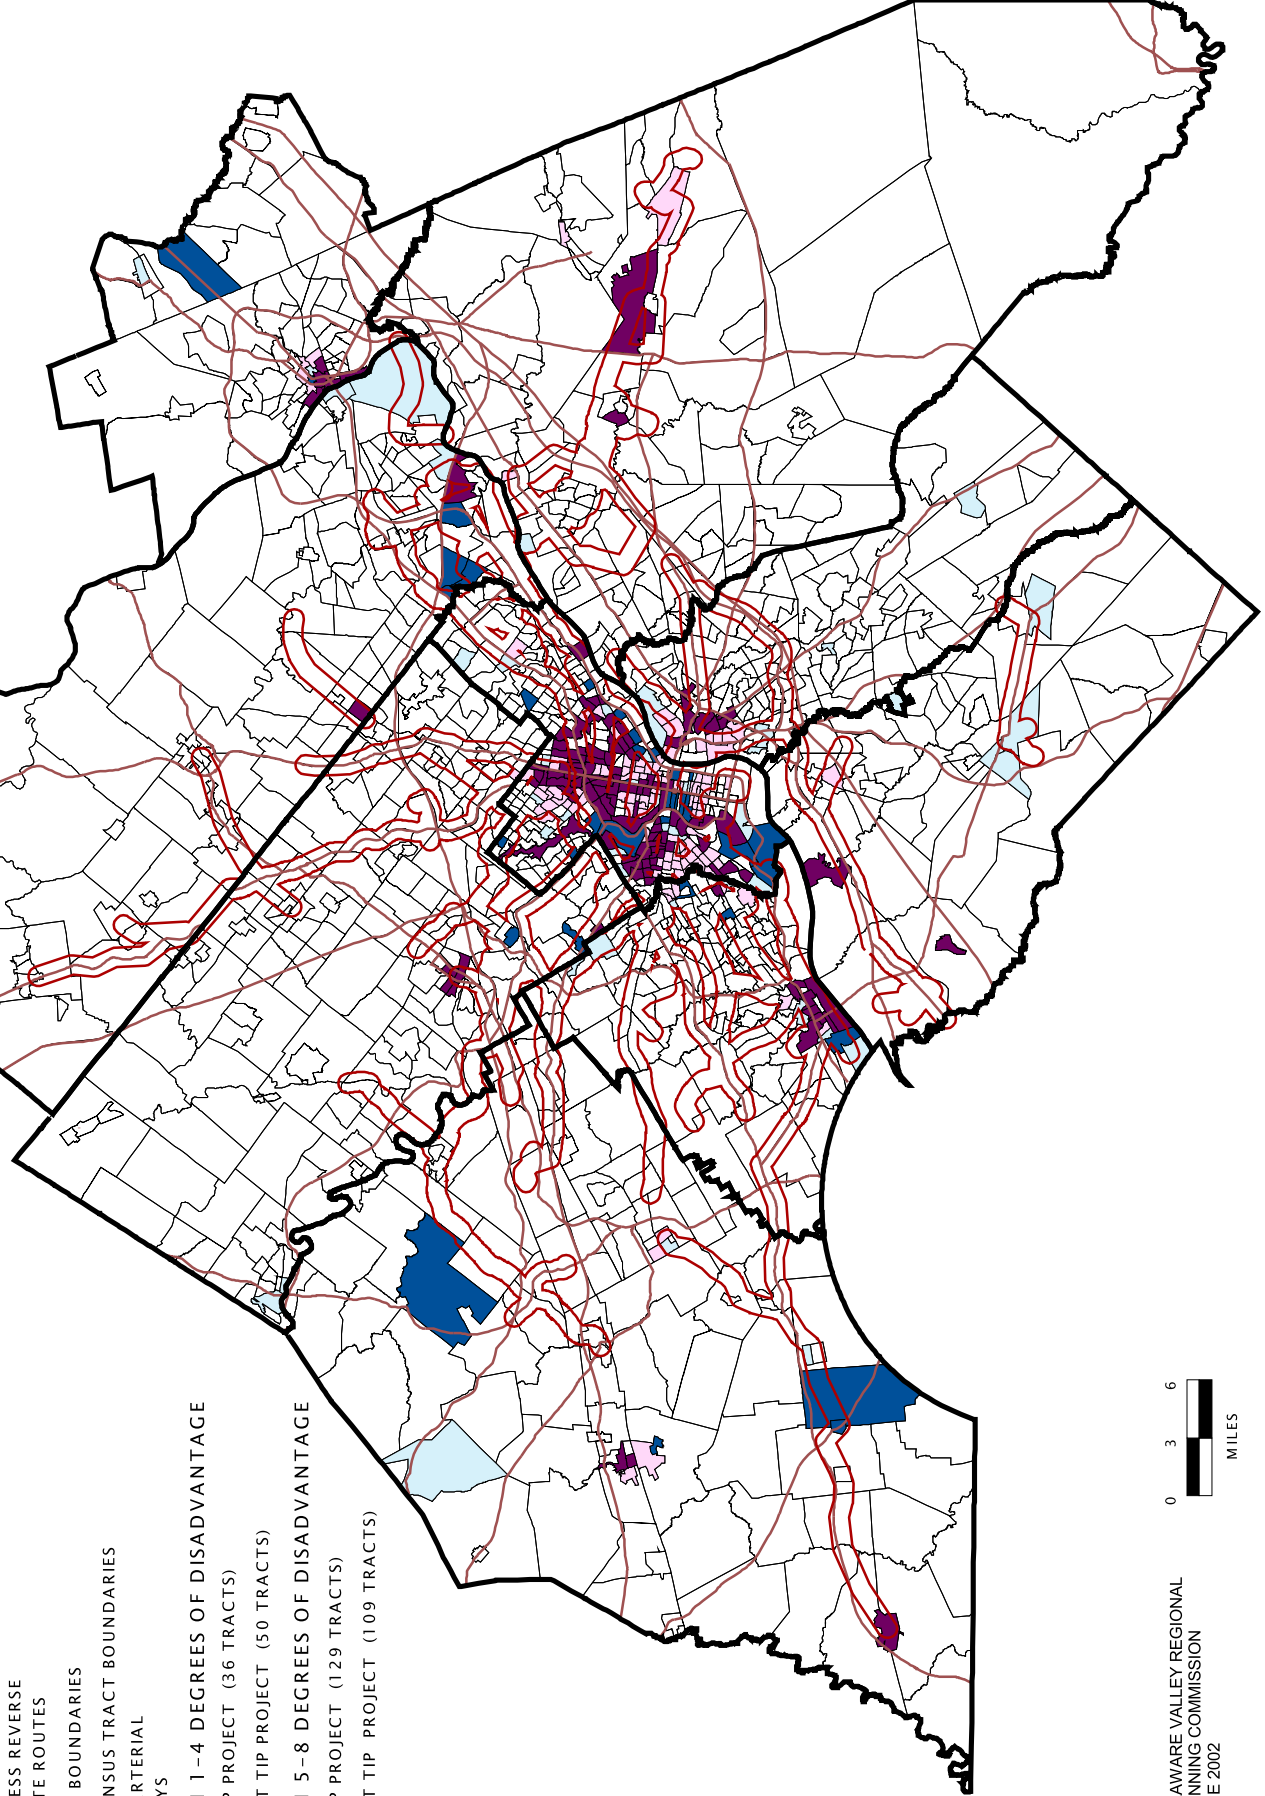 ESS REVERSE
TE ROUTES
BOUNDARIES
NSUS TRACT BOUNDARIES
RTERIAL
YS
1-4 DEGREES OF DISADVANTAGE
P PROJECT (36 TRACTS)
T TIP PROJECT (50 TRACTS)
5-8 DEGREES OF DISADVANTAGE
P PROJECT (129 TRACTS)
T TIP PROJECT (109 TRACTS)
0 3 6
MILES
AWARE VALLEY REGIONAL
NNING COMMISSION
E 2002